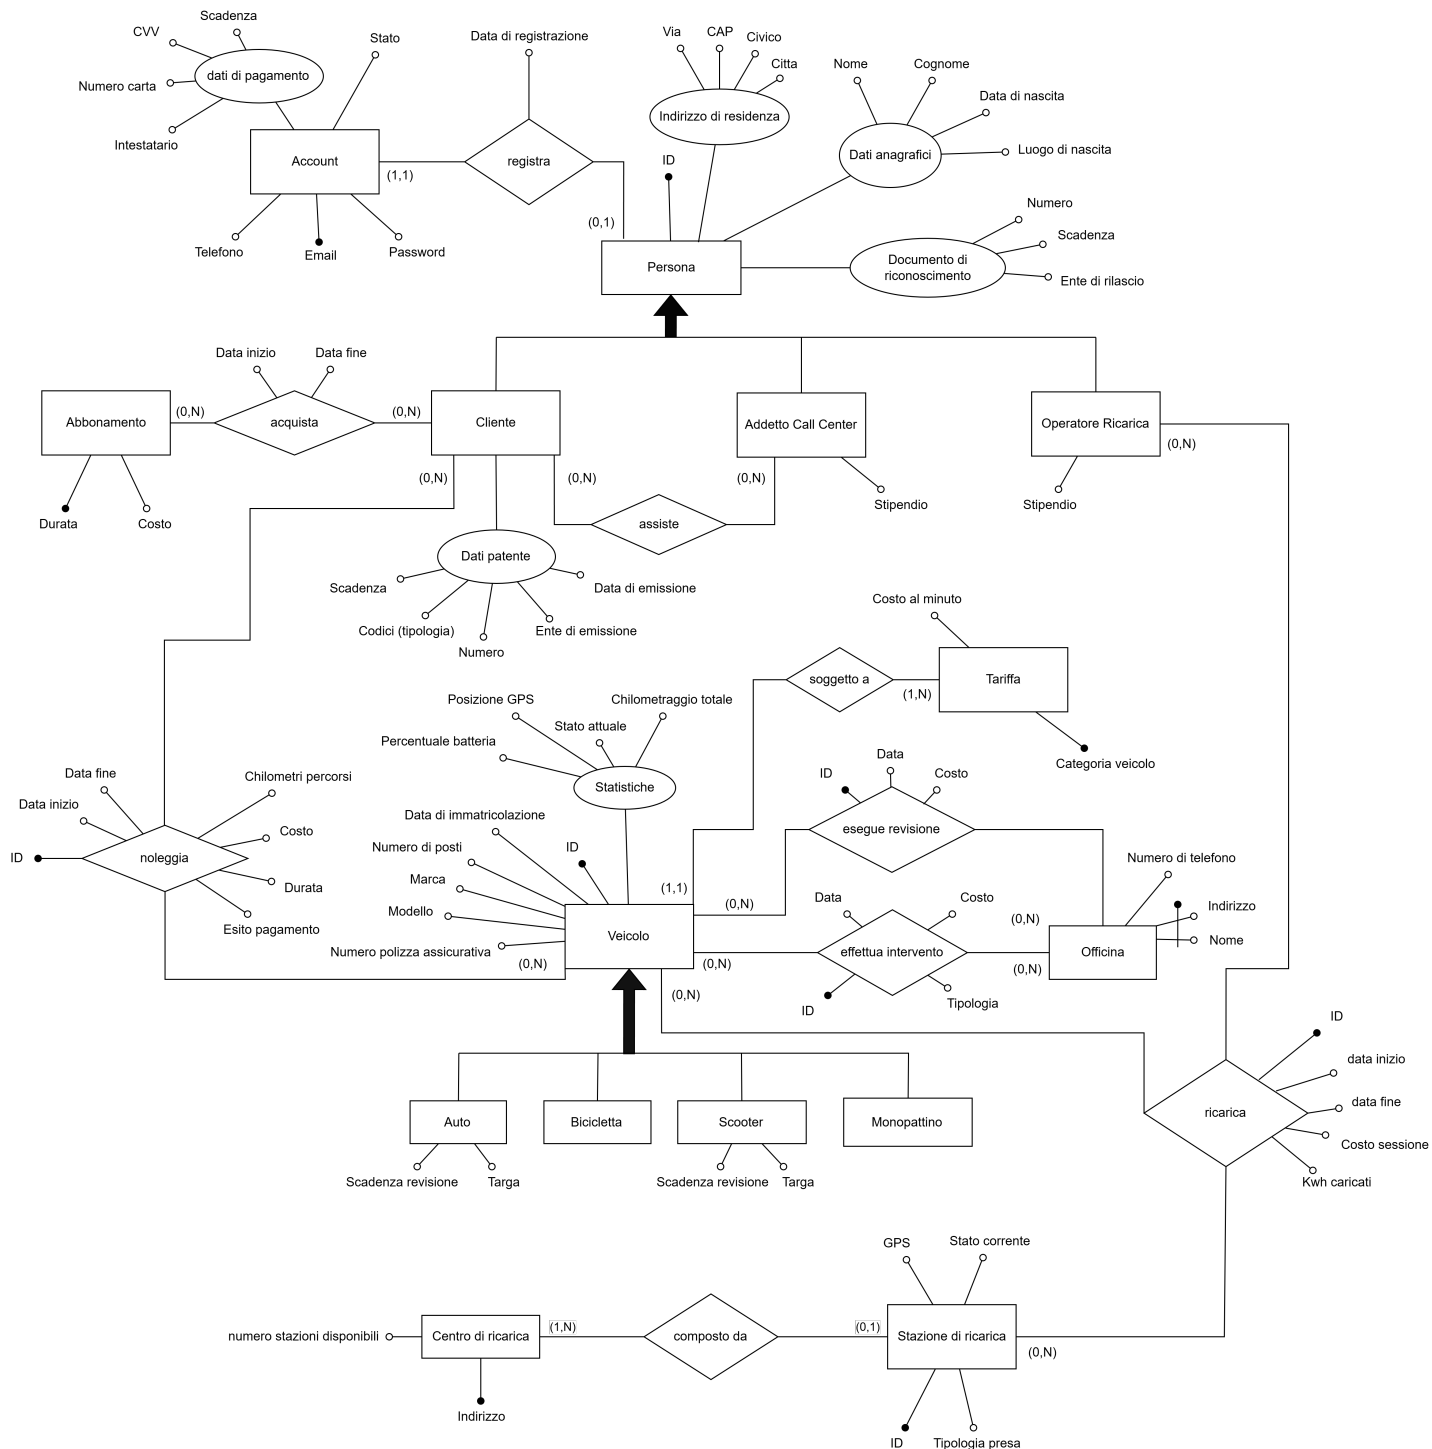 Scadenza
CVV
dati di pagamento
Numero carta
Intestatario
Stato
Account
(1,1)
Telefono
Email
Password
Data di registrazione
registra
(0,1)
Via
CAP
Civico
Citta
Indirizzo di residenza
ID
Nome
Cognome
Data di nascita
Luogo di nascita
Dati anagrafici
Persona
Numero
Scadenza
Ente di rilascio
Documento di
riconoscimento
Data inizio
Data fine
Abbonamento
(0,N)
acquista
(0,N)
Cliente
Durata
Costo
(0,N)
(0,N)
assiste
(0,N)
Addetto Call Center
Stipendio
Operatore Ricarica
(0,N)
Stipendio
Dati patente
Scadenza
Codici (tipologia)
Numero
Ente di emissione
Data di emissione
Costo al minuto
soggetto a
(1,N)
Tariffa
Categoria veicolo
Posizione GPS
Stato attuale
Chilometraggio totale
Percentuale batteria
Statistiche
Data fine
Data inizio
ID
noleggia
Chilometri percorsi
Costo
Durata
Esito pagamento
Data di immatricolazione
Numero di posti
ID
Marca
Modello
Numero polizza assicurativa
Veicolo
(1,1)
(0,N)
(0,N)
(0,N)
(0,N)
ID
Data
Costo
esegue revisione
Data
Costo
effettua intervento
ID
Tipologia
Numero di telefono
Indirizzo
Nome
(0,N)
Officina
(0,N)
Auto
Bicicletta
Scooter
Monopattino
Scadenza revisione
Targa
Scadenza revisione
Targa
ID
data inizio
data fine
Costo sessione
Kwh caricati
ricarica
GPS
Stato corrente
numero stazioni disponibili
Centro di ricarica
(1,N)
composto da
(0,1)
Stazione di ricarica
(0,N)
Indirizzo
ID
Tipologia presa